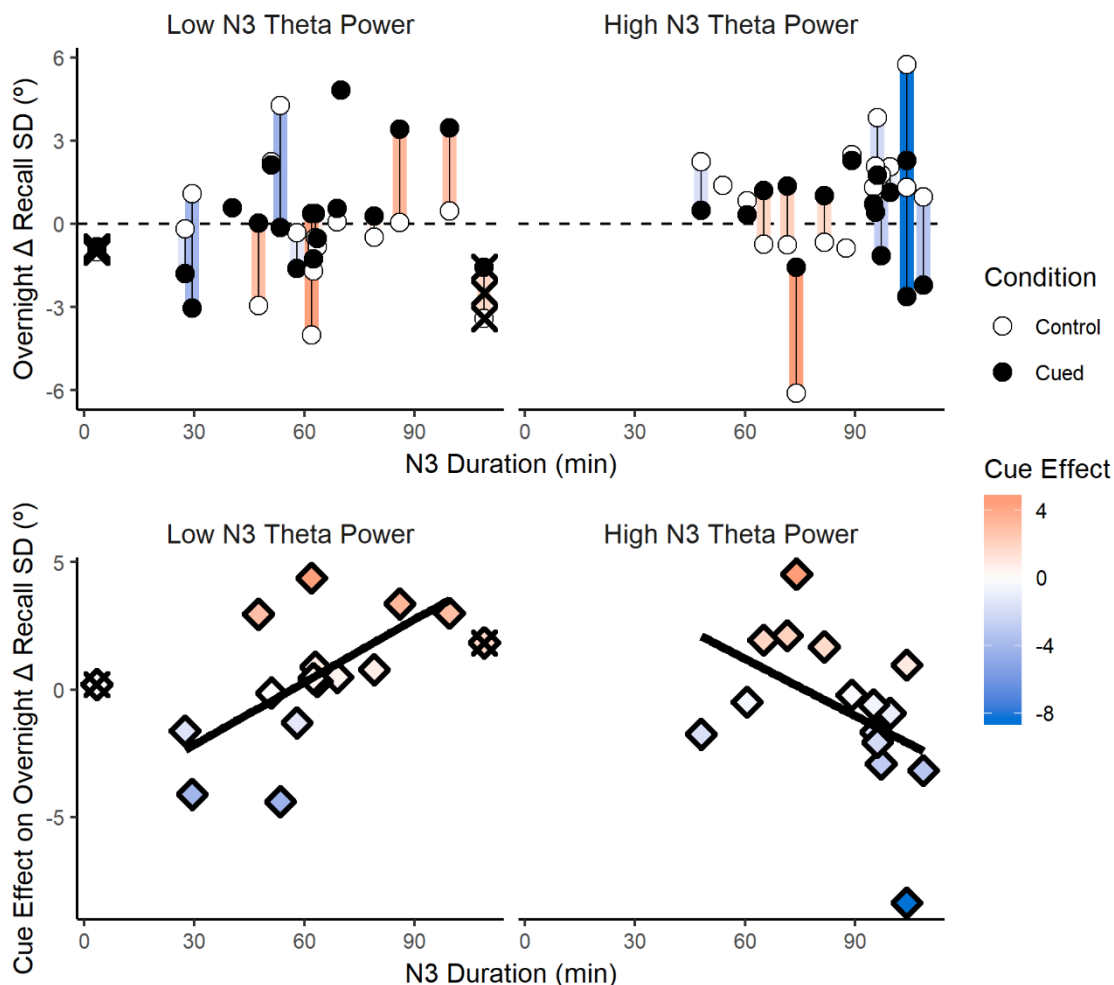 Low N3 Theta Power
High N3 Theta Power
Overnight Δ Recall SD (º)
6
3
0
-3
-6
0
30
60
90
0
30
60
90
N3 Duration (min)
Condition
Control
Cued
Cue Effect
4
0
-4
-8
Low N3 Theta Power
High N3 Theta Power
Cue Effect on Overnight Δ Recall SD (º)
5
0
-5
0
30
60
90
0
30
60
90
N3 Duration (min)